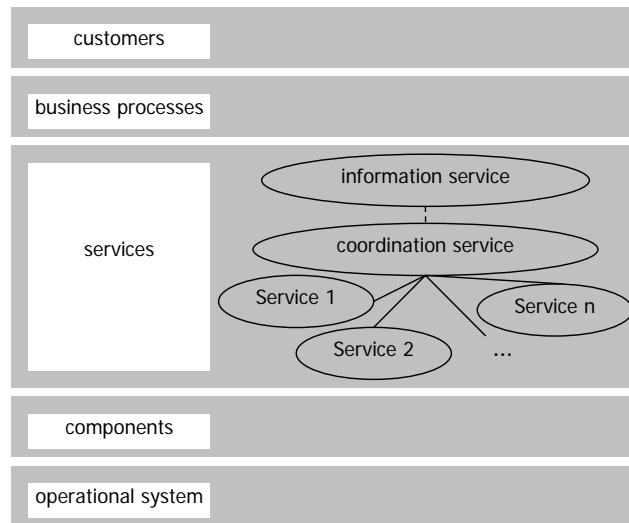 customers
business processes
services
information service
coordination service
Service 1
Service n
Service 2
...
components
operational system